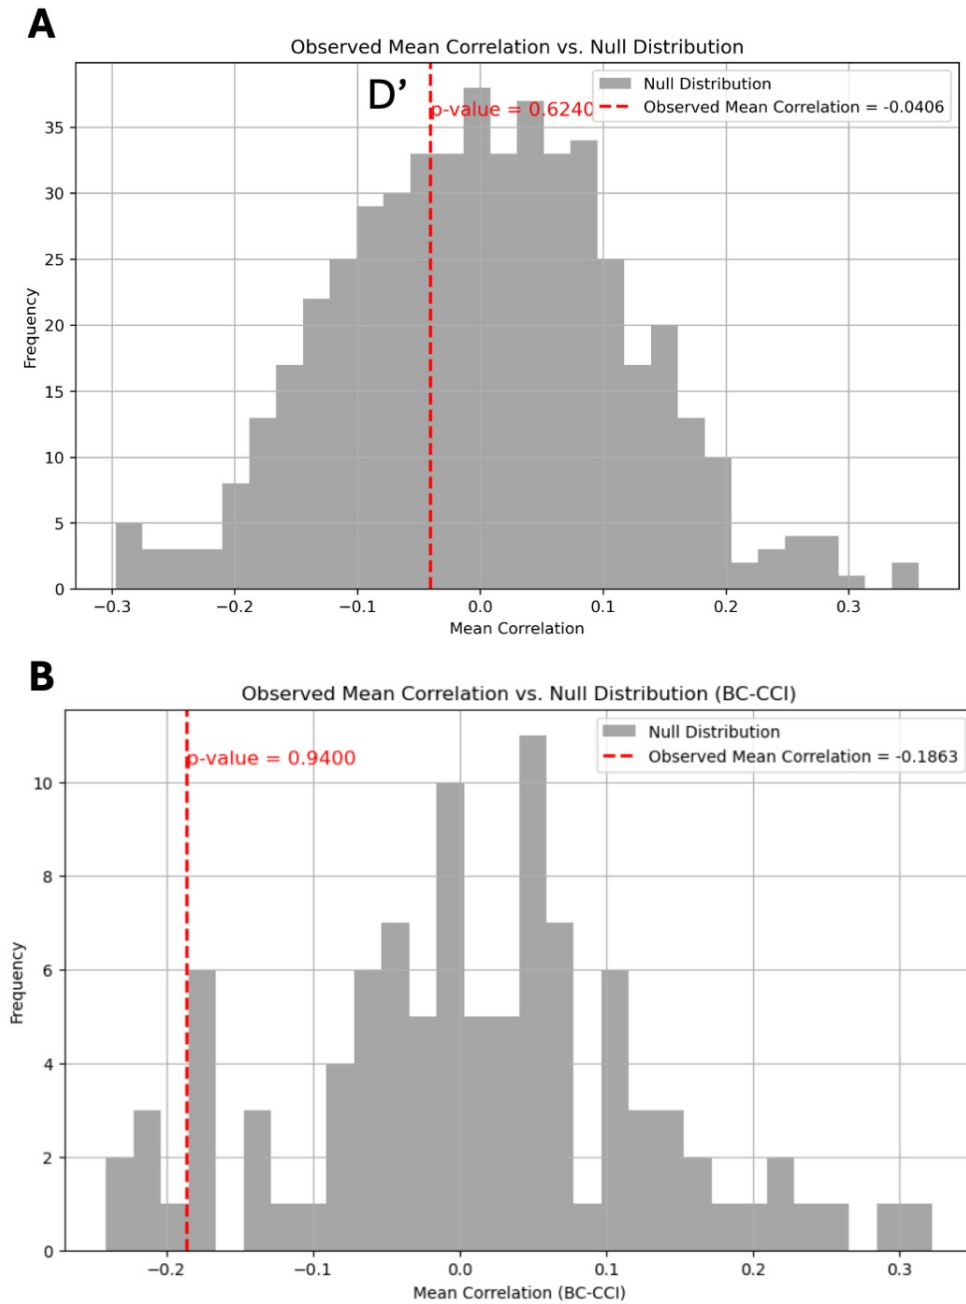 A
Observed Mean Correlation vs. Null Distribution
D’
p-value = 0.6240
Null Distribution
Observed Mean Correlation = -0.0406
35
30
25
20
15
10
5
0
Frequency
−0.3 −0.2 −0.1 0.0 0.1 0.2 0.3
Mean Correlation
B
Observed Mean Correlation vs. Null Distribution (BC-CCI)
p-value = 0.9400
Null Distribution
Observed Mean Correlation = -0.1863
10
8
6
4
2
0
Frequency
−0.2 −0.1 0.0 0.1 0.2 0.3
Mean Correlation (BC-CCI)